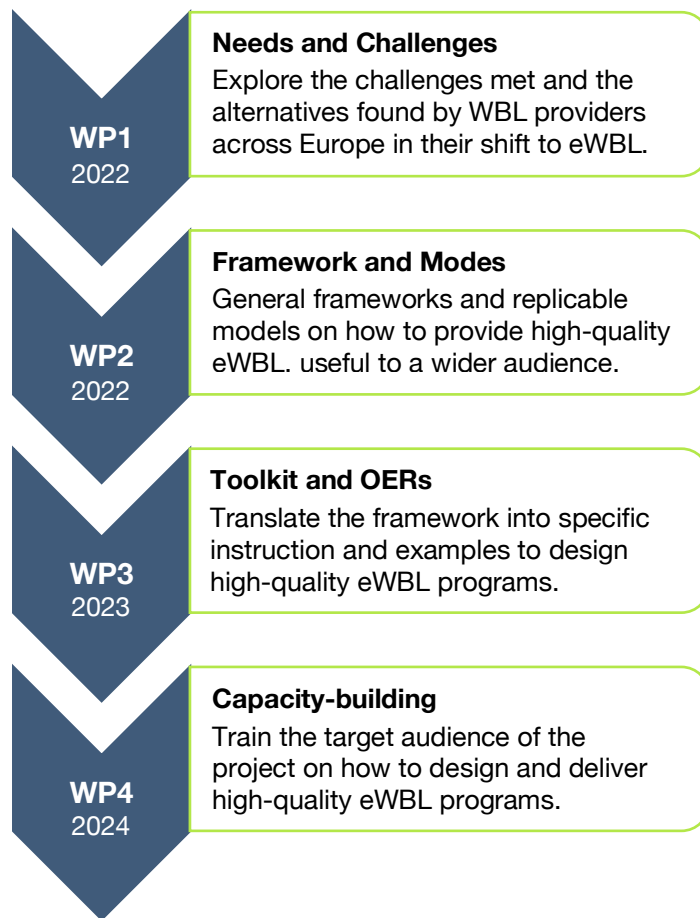 WP1
2022
Needs and Challenges
Explore the challenges met and the
alternatives found by WBL providers
across Europe in their shift to eWBL.
WP2
2022
Framework and Modes
General frameworks and replicable
models on how to provide high-quality
eWBL. useful to a wider audience.
WP3
2023
Toolkit and OERs
Translate the framework into specific
instruction and examples to design
high-quality eWBL programs.
WP4
2024
Capacity-building
Train the target audience of the
project on how to design and deliver
high-quality eWBL programs.